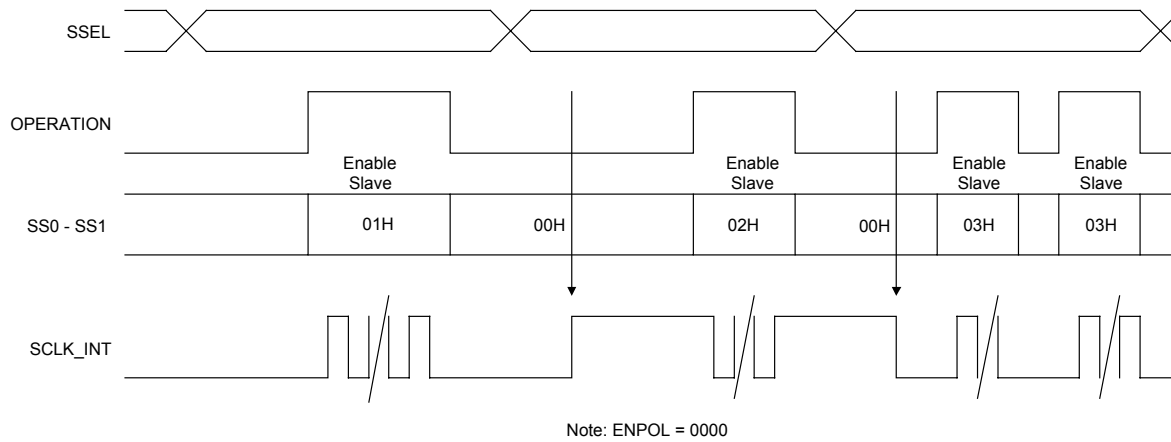 SSEL
OPERATION
Enable
Slave
Enable
Slave
Enable
Slave
Enable
Slave
SS0 - SS1
01H
00H
02H
00H
03H
03H
SCLK_INT
Note: ENPOL = 0000